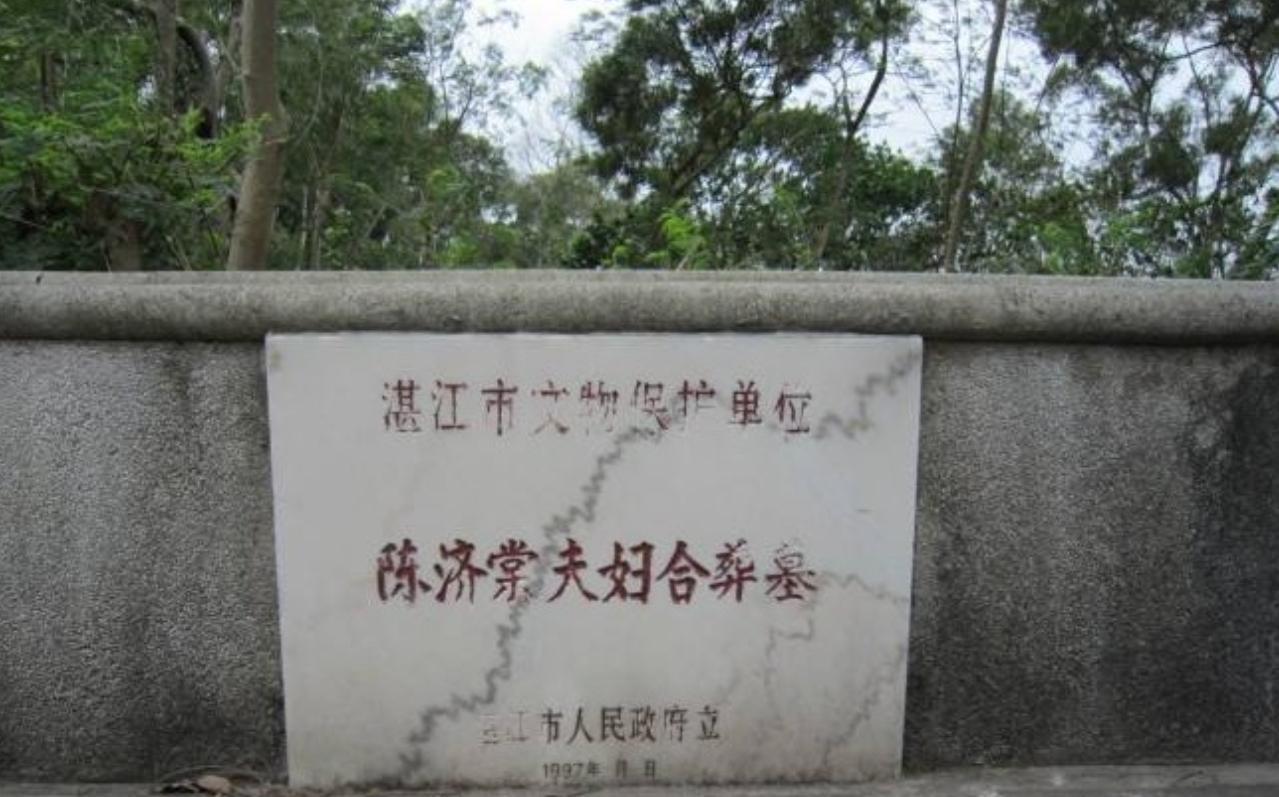 湛江市文物保护单位
陈济棠夫妇合葬墓
湛江市人民政府立
1997年 月 日